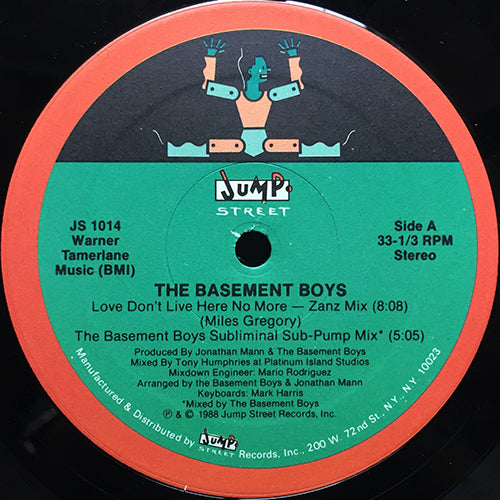 JUMP
STREET
JS 1014
Warner
Tamerlane
Music (BMI)
Side A
33-1/3 RPM
Stereo
THE BASEMENT BOYS
Love Don't Live Here No More — Zanz Mix (8:08)
(Miles Gregory)
The Basement Boys Subliminal Sub-Pump Mix* (5:05)
Produced By Jonathan Mann & The Basement Boys
Mixed By Tony Humphries at Platinum Island Studios
Mixdown Engineer: Mario Rodriguez
Arranged by the Basement Boys & Jonathan Mann
Keyboards: Mark Harris
*Mixed by The Basement Boys
℗ & © 1988 Jump Street Records, Inc.
Manufactured & Distributed by JUMP STREET Records, Inc., 200 W. 72nd St., N.Y., N.Y. 10023